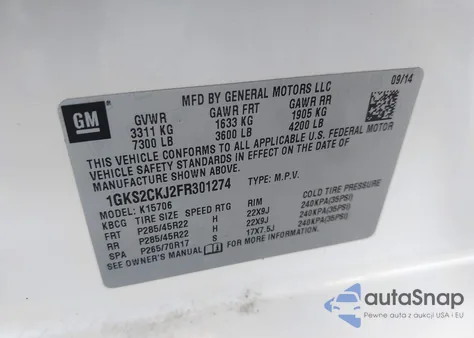 GM
MFD BY GENERAL MOTORS LLC
09/14
GVWR GAWR FRT GAWR RR
3311 KG 1633 KG 1905 KG
7300 LB 3600 LB 4200 LB
THIS VEHICLE CONFORMS TO ALL APPLICABLE U.S. FEDERAL MOTOR
VEHICLE SAFETY STANDARDS IN EFFECT ON THE DATE OF
MANUFACTURE SHOWN ABOVE.
1GKS2CKJ2FR301274 TYPE: M.P.V.
MODEL: K15706
KBCG TIRE SIZE SPEED RTG RIM COLD TIRE PRESSURE
FRT P285/45R22 H 22X9J 240KPA(35PSI)
RR P285/45R22 H 22X9J 240KPA(35PSI)
SPA P265/70R17 S 17X7.5J 240KPA(35PSI)
SEE OWNER'S MANUAL FOR ADDITIONAL INFORMATION.
autoSnap
Pewne auta z aukcji USA i EU